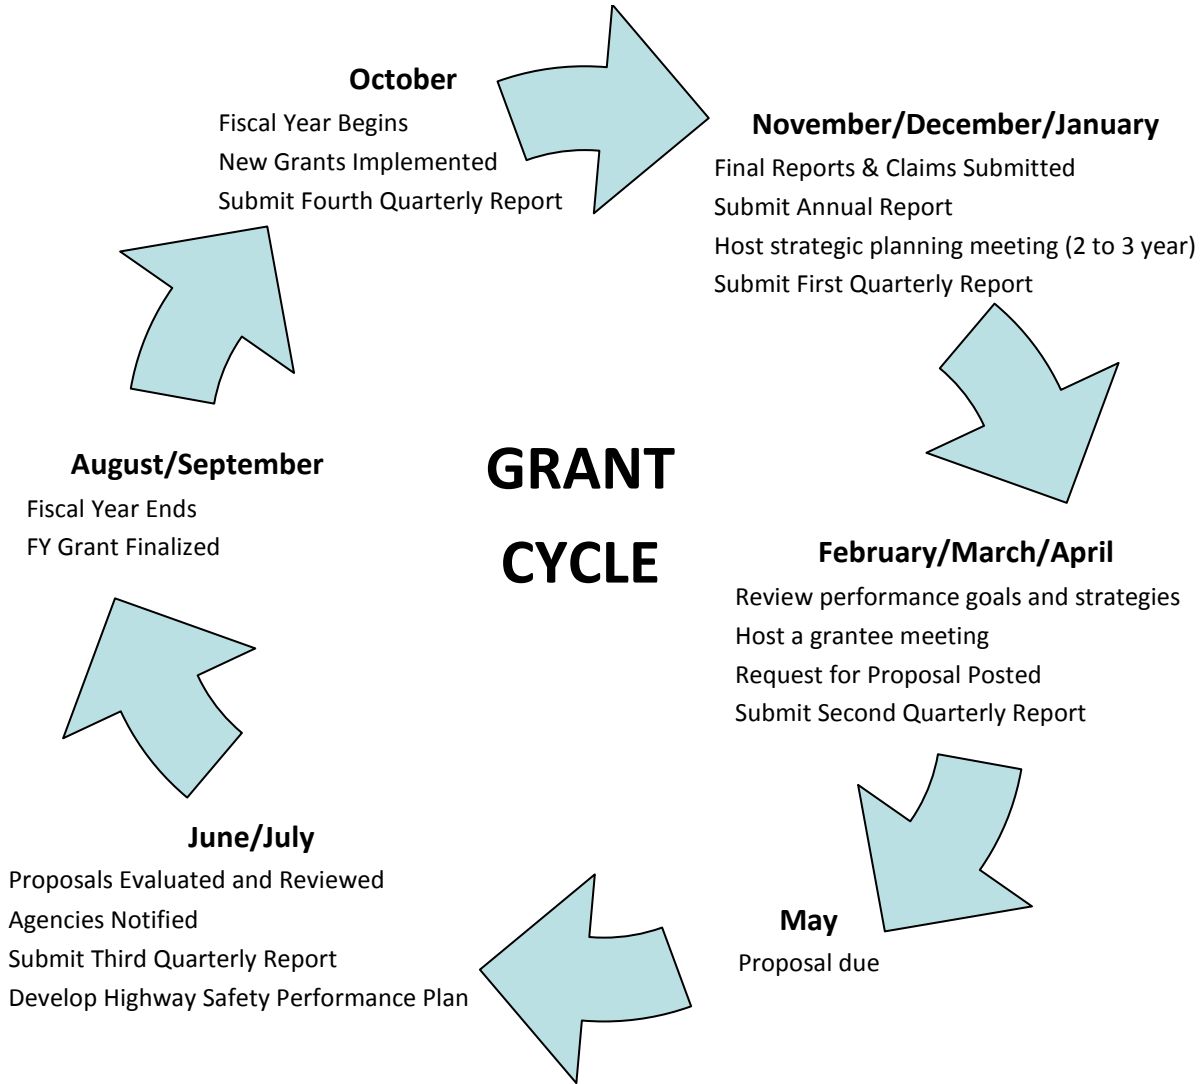 October
Fiscal Year Begins
New Grants Implemented
Submit Fourth Quarterly Report
November/December/January
Final Reports & Claims Submitted
Submit Annual Report
Host strategic planning meeting (2 to 3 year)
Submit First Quarterly Report
GRANT
CYCLE
February/March/April
Review performance goals and strategies
Host a grantee meeting
Request for Proposal Posted
Submit Second Quarterly Report
May
Proposal due
June/July
Proposals Evaluated and Reviewed
Agencies Notified
Submit Third Quarterly Report
Develop Highway Safety Performance Plan
August/September
Fiscal Year Ends
FY Grant Finalized